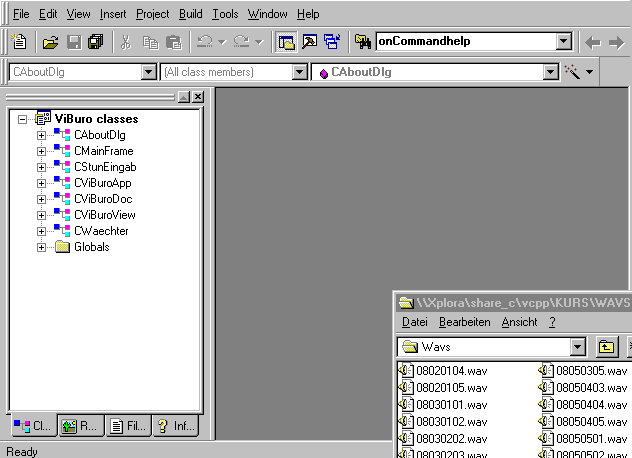 File Edit View Insert Project Build Tools Window Help
onCommandhelp
CAboutDlg (All class members) CAboutDlg
ViBuro classes
CAboutDlg
CMainFrame
CStunEingab
CViBuroApp
CViBuroDoc
CViBuroView
CWaechter
Globals
\\Xplora\share_c\vcpp\KURS\WAVS
Datei Bearbeiten Ansicht ?
Wavs
08020104.wav 08050305.wav
08020105.wav 08050403.wav
08030101.wav 08050404.wav
08030102.wav 08050405.wav
08030202.wav 08050501.wav
08030203.wav 08050502.wav
Cl... R... Fil... Inf...
Ready